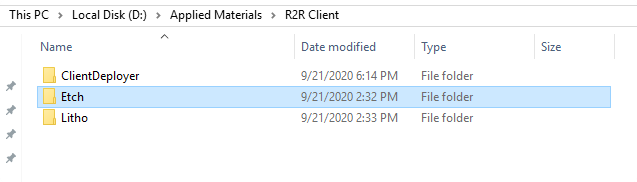 This PC > Local Disk (D:) > Applied Materials > R2R Client
Name Date modified Type Size
ClientDeployer 9/21/2020 6:14 PM File folder
Etch 9/21/2020 2:32 PM File folder
Litho 9/21/2020 2:33 PM File folder